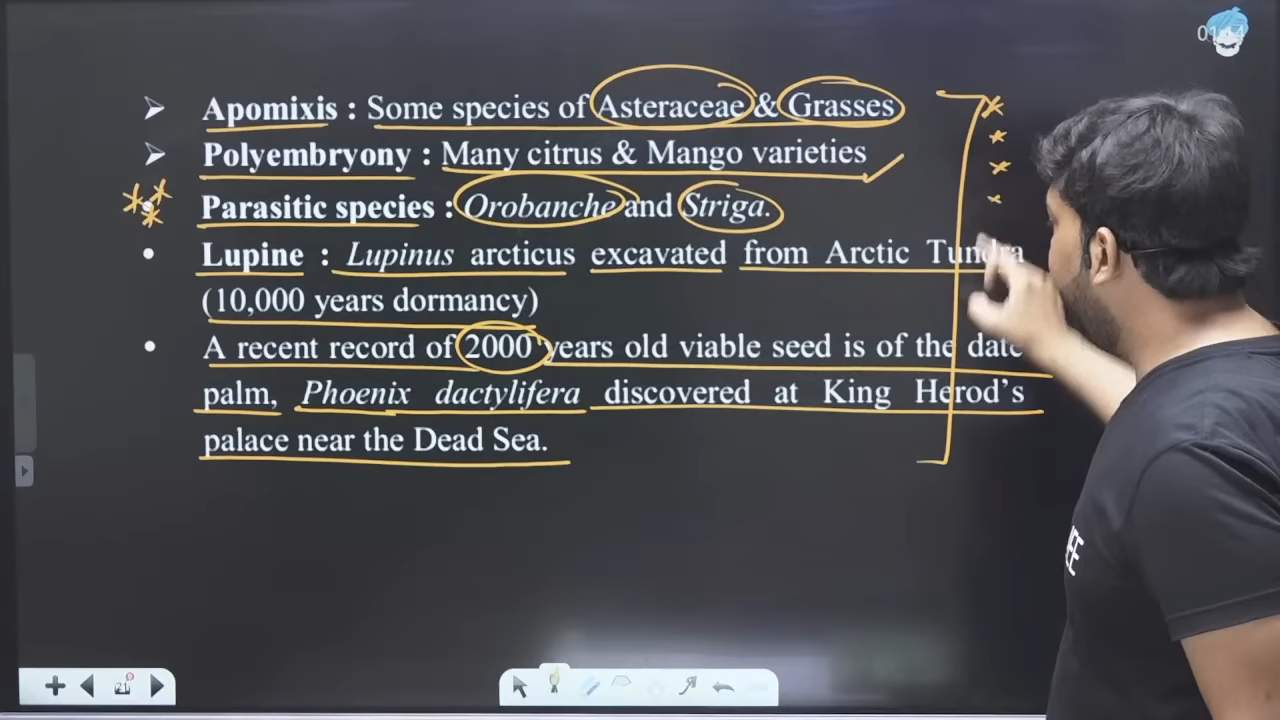 ➢ Apomixis : Some species of Asteraceae & Grasses
➢ Polyembryony : Many citrus & Mango varieties
Parasitic species : Orobanche and Striga.
• Lupine : Lupinus arcticus excavated from Arctic Tundra
(10,000 years dormancy)
• A recent record of 2000 years old viable seed is of the date
palm, Phoenix dactylifera discovered at King Herod's
palace near the Dead Sea.
21